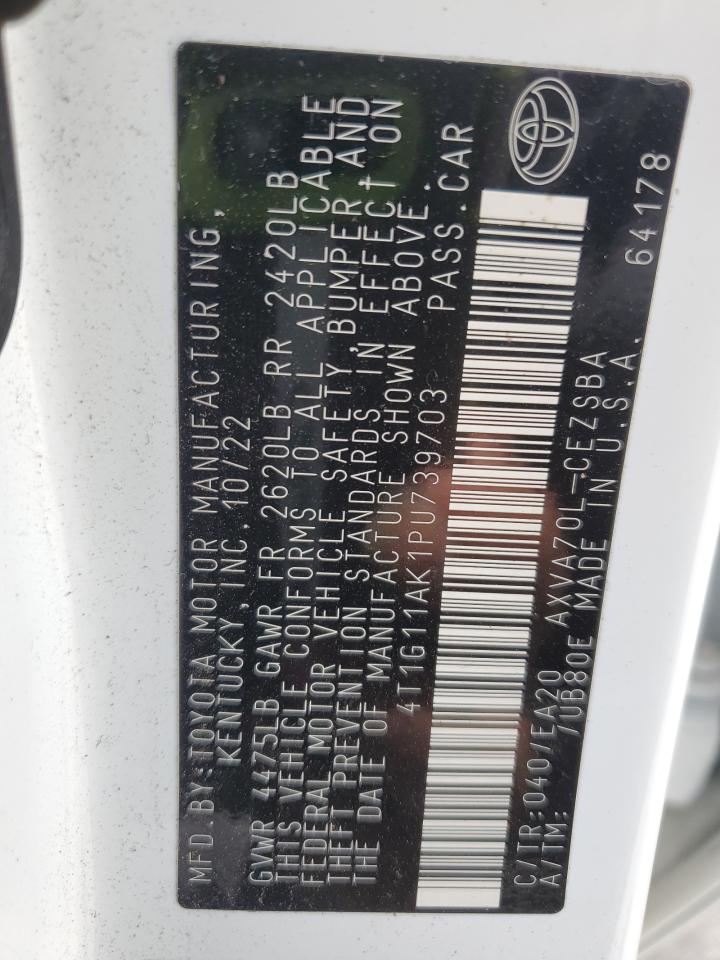 MFD BY:TOYOTA MOTOR MANUFACTURING,
KENTUCKY, INC. 10/22
GVWR 4475LB GAWR FR 2620LB RR 2420LB
THIS VEHICLE CONFORMS TO ALL APPLICABLE
FEDERAL MOTOR VEHICLE SAFETY, BUMPER AND
THEFT PREVENTION STANDARDS IN EFFECT ON
THE DATE OF MANUFACTURE SHOWN ABOVE.
4T1G11AK1PU739703 PASS.CAR
C/TR:040/EA20 AXVA70L-CEZSBA
A/TM: /UB80E MADE IN U.S.A. 64178